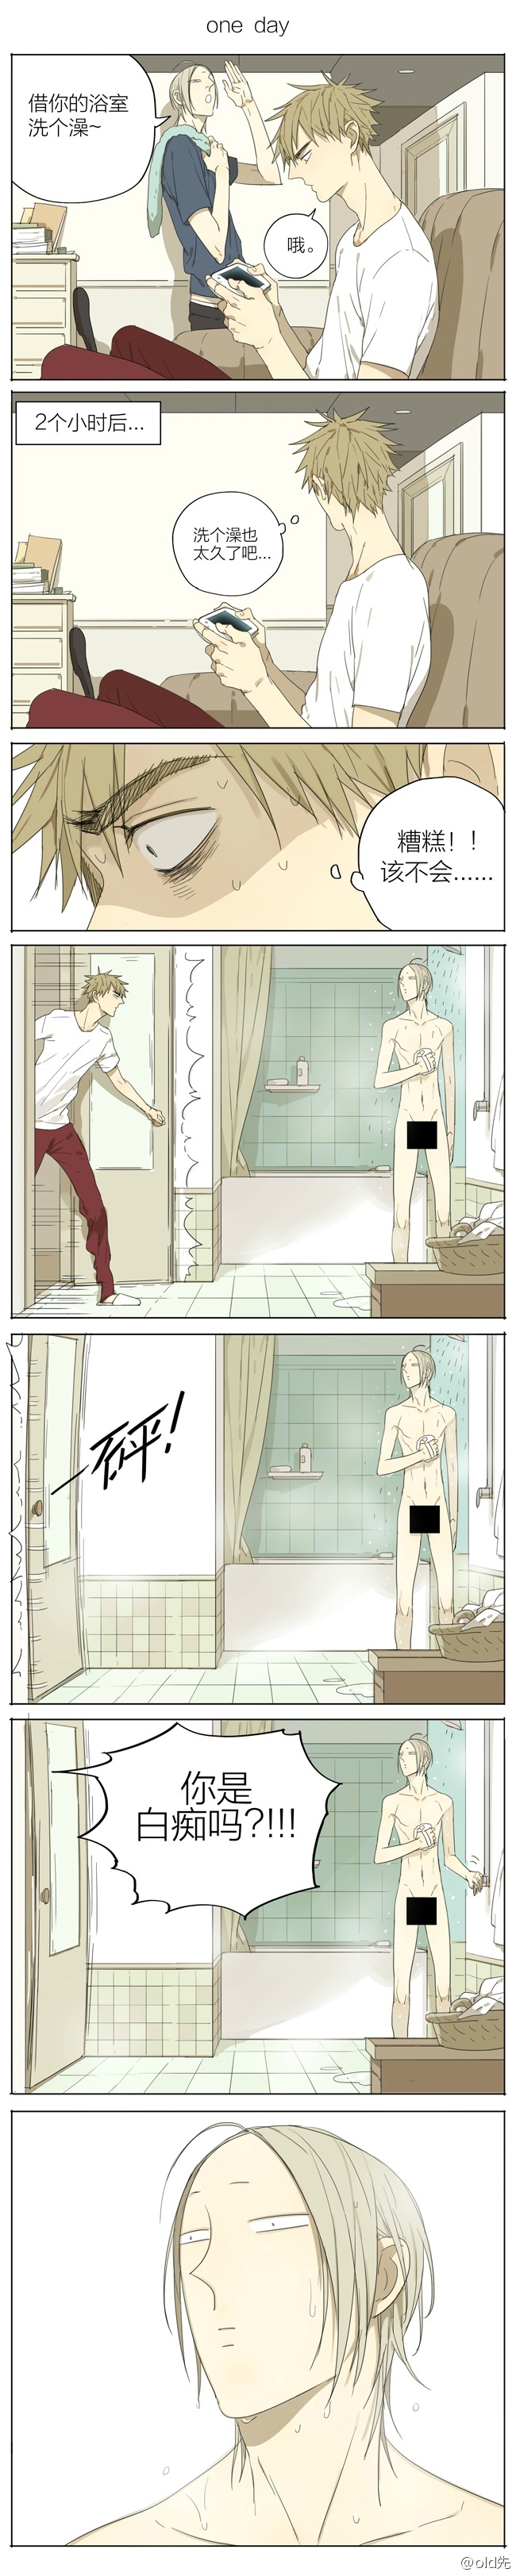 one day
借你的浴室
洗个澡~
哦。
2个小时后...
洗个澡也
太久了吧...
糟糕！！
该不会......
砰！
你是
白痴吗?!!!
@old先